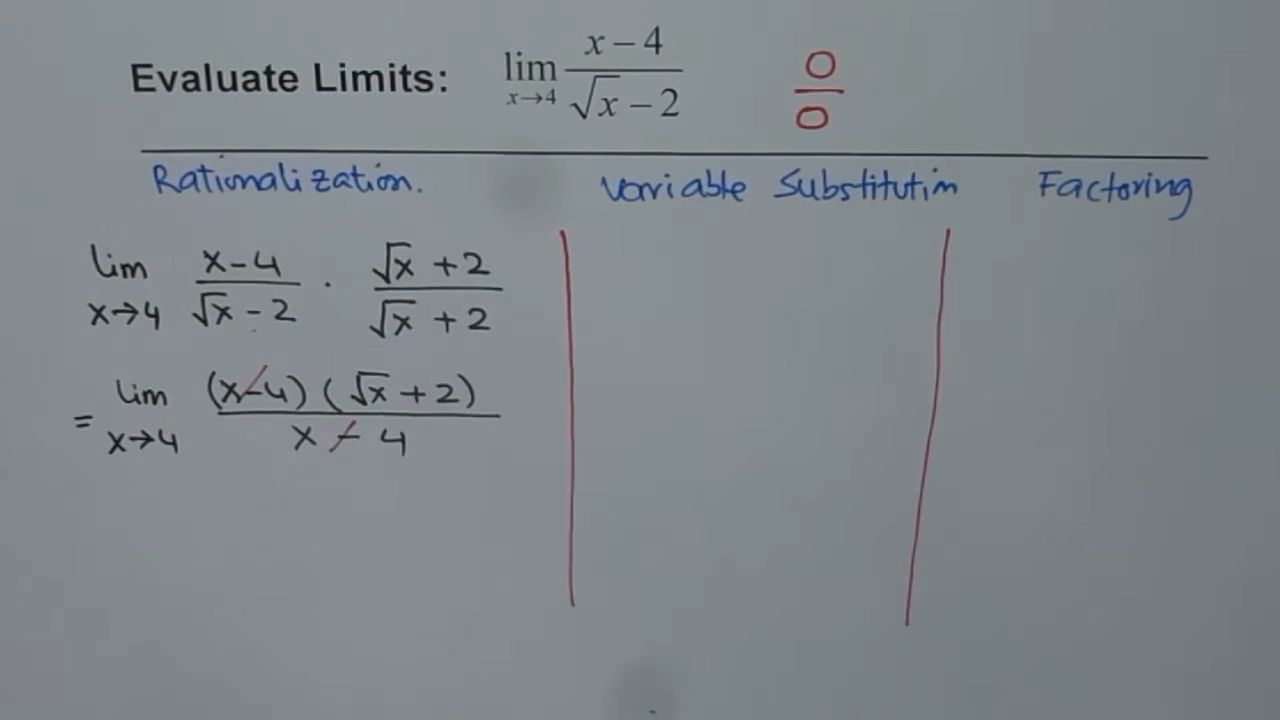 Evaluate Limits: lim x→4 (x − 4)/(√x − 2) 0/0
Rationalization. Variable Substitutim Factoring
lim x→4 (x−4)/(√x −2) · (√x +2)/(√x +2)
= lim x→4 (x−4)(√x +2)/(x − 4)